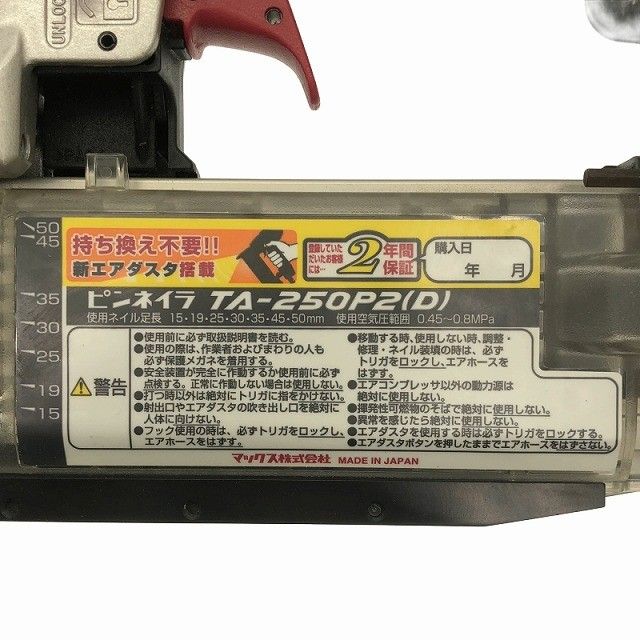 UNLOC
50
45
35
30
25
19
15
持ち換え不要!!
新エアダスタ搭載
登録していた
だいたお客様
には…
2年間
保証
購入日
年 月
ピンネイラ TA-250P2(D)
使用ネイル足長 15・19・25・30・35・45・50mm 使用空気圧範囲 0.45〜0.8MPa
警告
●使用前に必ず取扱説明書を読む。
●使用の際は、作業者およびまわりの人も
必ず保護メガネを着用する。
●安全装置が完全に作動するか使用前に必ず
点検する。正常に作動しない場合は使用しない。
●打つ時以外は絶対にトリガに指をかけない。
●射出口やエアダスタの吹き出し口を絶対に
人体に向けない。
●フック使用の時は、必ずトリガをロックし、
エアホースをはずす。
●移動する時、使用しない時、調整・
修理・ネイル装填の時は、必ず
トリガをロックし、エアホースを
はずす。
●エアコンプレッサ以外の動力源は
絶対に使用しない。
●揮発性可燃物のそばで絶対に使用しない。
●異常を感じたら絶対に使用しない。
●エアダスタを使用する時は必ずトリガをロックする。
●エアダスタボタンを押したままでエアホースをはずさない。
マックス株式会社 MADE IN JAPAN